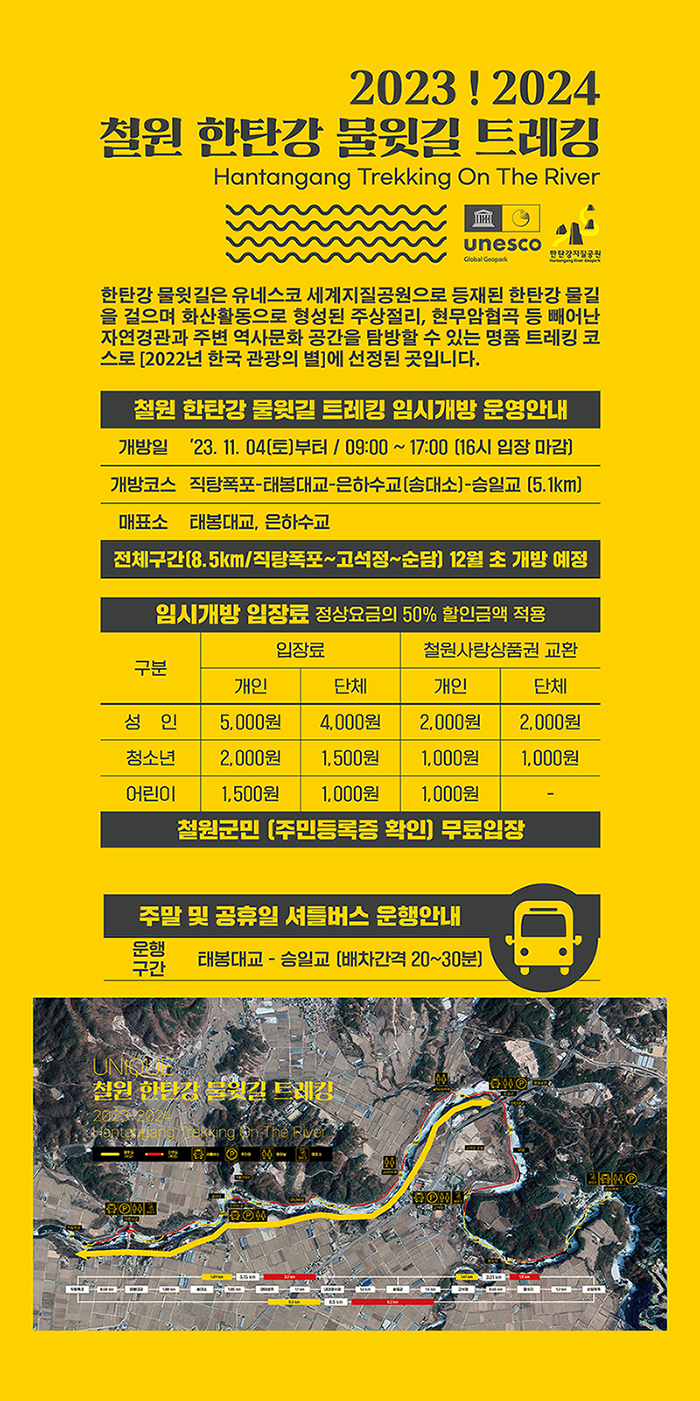 2023 ! 2024
철원 한탄강 물윗길 트레킹
Hantangang Trekking On The River
unesco
Global Geopark
한탄강지질공원
Hantangang River Geopark
한탄강 물윗길은 유네스코 세계지질공원으로 등재된 한탄강 물길
을 걸으며 화산활동으로 형성된 주상절리, 현무암협곡 등 빼어난
자연경관과 주변 역사문화 공간을 탐방할 수 있는 명품 트레킹 코
스로 [2022년 한국 관광의 별]에 선정된 곳입니다.
철원 한탄강 물윗길 트레킹 임시개방 운영안내
개방일 '23. 11. 04(토)부터 / 09:00 ~ 17:00 (16시 입장 마감)
개방코스 직탕폭포-태봉대교-은하수교(송대소)-승일교 (5.1km)
매표소 태봉대교, 은하수교
전체구간(8.5km/직탕폭포~고석정~순담) 12월 초 개방 예정
임시개방 입장료 정상요금의 50% 할인금액 적용
구분 입장료 철원사랑상품권 교환
개인 단체 개인 단체
성 인 5,000원 4,000원 2,000원 2,000원
청소년 2,000원 1,500원 1,000원 1,000원
어린이 1,500원 1,000원 1,000원 -
철원군민 (주민등록증 확인) 무료입장
주말 및 공휴일 셔틀버스 운행안내
운행
구간
태봉대교 - 승일교 (배차간격 20~30분)
UNIQUE
철원 한탄강 물윗길 트레킹
2023-2024
Hantangang Trekking On The River